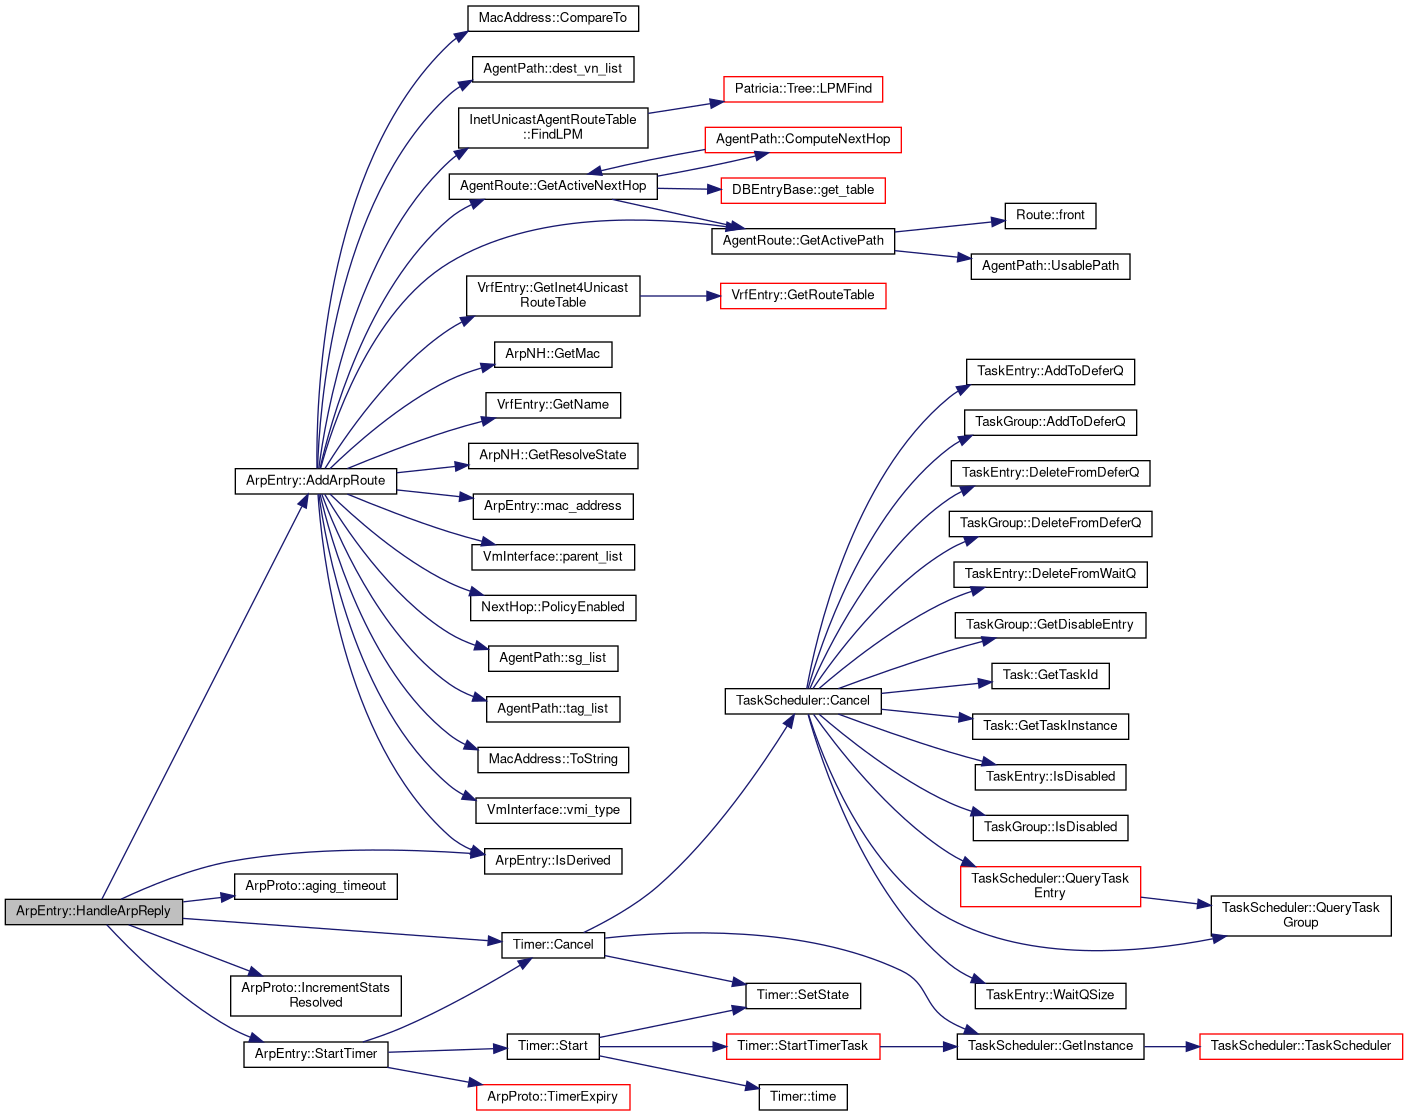 MacAddress::CompareTo
AgentPath::dest_vn_list
Patricia::Tree::LPMFind
InetUnicastAgentRouteTable
::FindLPM
AgentPath::ComputeNextHop
AgentRoute::GetActiveNextHop
DBEntryBase::get_table
Route::front
AgentRoute::GetActivePath
AgentPath::UsablePath
VrfEntry::GetInet4Unicast
RouteTable
VrfEntry::GetRouteTable
ArpNH::GetMac
TaskEntry::AddToDeferQ
VrfEntry::GetName
TaskGroup::AddToDeferQ
ArpNH::GetResolveState
TaskEntry::DeleteFromDeferQ
ArpEntry::AddArpRoute
ArpEntry::mac_address
TaskGroup::DeleteFromDeferQ
VmInterface::parent_list
TaskEntry::DeleteFromWaitQ
NextHop::PolicyEnabled
TaskGroup::GetDisableEntry
AgentPath::sg_list
Task::GetTaskId
TaskScheduler::Cancel
AgentPath::tag_list
Task::GetTaskInstance
MacAddress::ToString
TaskEntry::IsDisabled
VmInterface::vmi_type
TaskGroup::IsDisabled
ArpEntry::IsDerived
ArpProto::aging_timeout
TaskScheduler::QueryTask
Entry
ArpEntry::HandleArpReply
TaskScheduler::QueryTask
Group
Timer::Cancel
ArpProto::IncrementStats
Resolved
Timer::SetState
TaskEntry::WaitQSize
ArpEntry::StartTimer
Timer::Start
Timer::StartTimerTask
TaskScheduler::GetInstance
TaskScheduler::TaskScheduler
ArpProto::TimerExpiry
Timer::time